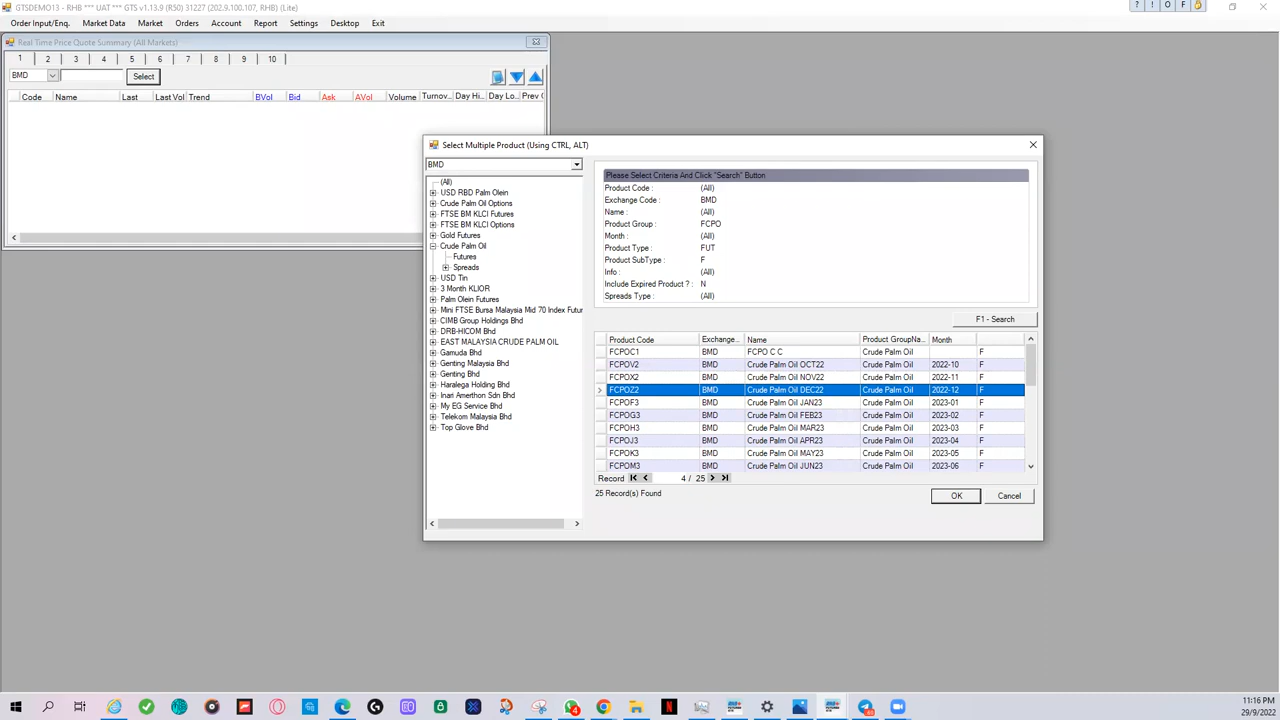 GTSDEMO13 - RHB *** UAT *** GTS v1.13.9 (RS0) 31227 (202.9.100.107, RHB) (Lite)
Order Input/Enq. Market Data Market Orders Account Report Settings Desktop Exit
Real Time Price Quote Summary (All Markets)
1 2 3 4 5 6 7 8 9 10
BMD Select
Code Name Last Last Vol Trend BVol Bid Ask AVol Volume Turnov... Day Hi... Day Lo... Prev C
Select Multiple Product (Using CTRL, ALT)
BMD
(All)
USD RBD Palm Olein
Crude Palm Oil Options
FTSE BM KLCI Futures
FTSE BM KLCI Options
Gold Futures
Crude Palm Oil
Futures
Spreads
USD Tin
3 Month KLIOR
Palm Olein Futures
Mini FTSE Bursa Malaysia Mid 70 Index Futur
CIMB Group Holdings Bhd
DRB-HICOM Bhd
EAST MALAYSIA CRUDE PALM OIL
Gamuda Bhd
Genting Malaysia Bhd
Genting Bhd
Haralega Holding Bhd
Inari Amerthon Sdn Bhd
My EG Service Bhd
Telekom Malaysia Bhd
Top Glove Bhd
Please Select Criteria And Click "Search" Button
Product Code : (All)
Exchange Code : BMD
Name : (All)
Product Group : FCPO
Month : (All)
Product Type : FUT
Product SubType : F
Info : (All)
Include Expired Product ? : N
Spreads Type : (All)
F1 - Search
Product Code Exchange... Name Product GroupNa... Month
FCPOC1 BMD FCPO C C Crude Palm Oil F
FCPOV2 BMD Crude Palm Oil OCT22 Crude Palm Oil 2022-10 F
FCPOX2 BMD Crude Palm Oil NOV22 Crude Palm Oil 2022-11 F
FCPOZ2 BMD Crude Palm Oil DEC22 Crude Palm Oil 2022-12 F
FCPOF3 BMD Crude Palm Oil JAN23 Crude Palm Oil 2023-01 F
FCPOG3 BMD Crude Palm Oil FEB23 Crude Palm Oil 2023-02 F
FCPOH3 BMD Crude Palm Oil MAR23 Crude Palm Oil 2023-03 F
FCPOJ3 BMD Crude Palm Oil APR23 Crude Palm Oil 2023-04 F
FCPOK3 BMD Crude Palm Oil MAY23 Crude Palm Oil 2023-05 F
FCPOM3 BMD Crude Palm Oil JUN23 Crude Palm Oil 2023-06 F
Record 4 / 25
25 Record(s) Found
OK Cancel
11:16 PM
29/9/2022